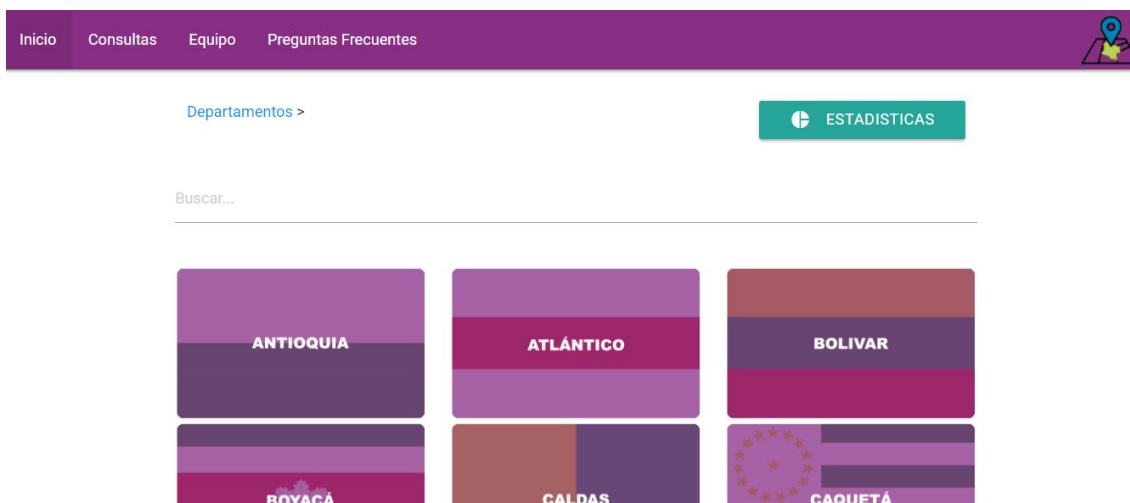 Inicio Consultas Equipo Preguntas Frecuentes
Departamentos >
ESTADISTICAS
Buscar...
ANTIOQUIA
ATLÁNTICO
BOLIVAR
BOYACÁ
CALDAS
CAQUETÁ